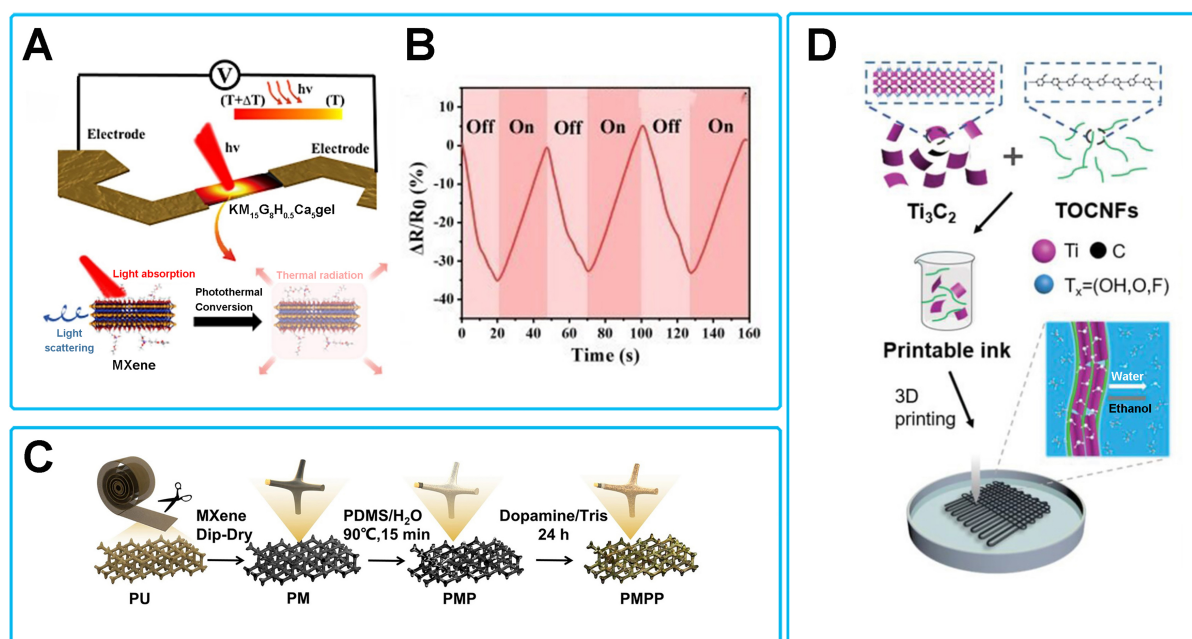 A
V
hν
(T+ΔT)
(T)
Electrode
hν
Electrode
KM₁₅G₈H₀.₅Ca₅gel
Light absorption
Thermal radiation
Photothermal
Conversion
Light
scattering
MXene
B
ΔR/R0 (%)
10
0
-10
-20
-30
-40
Off
On
Off
On
Off
On
0
20
40
60
80
100
120
140
160
Time (s)
C
MXene
Dip-Dry
PDMS/H₂O
90℃,15 min
Dopamine/Tris
24 h
PU
PM
PMP
PMPP
D
+
Ti₃C₂
TOCNFs
Ti
C
Tₓ=(OH,O,F)
Printable ink
3D
printing
Water
Ethanol